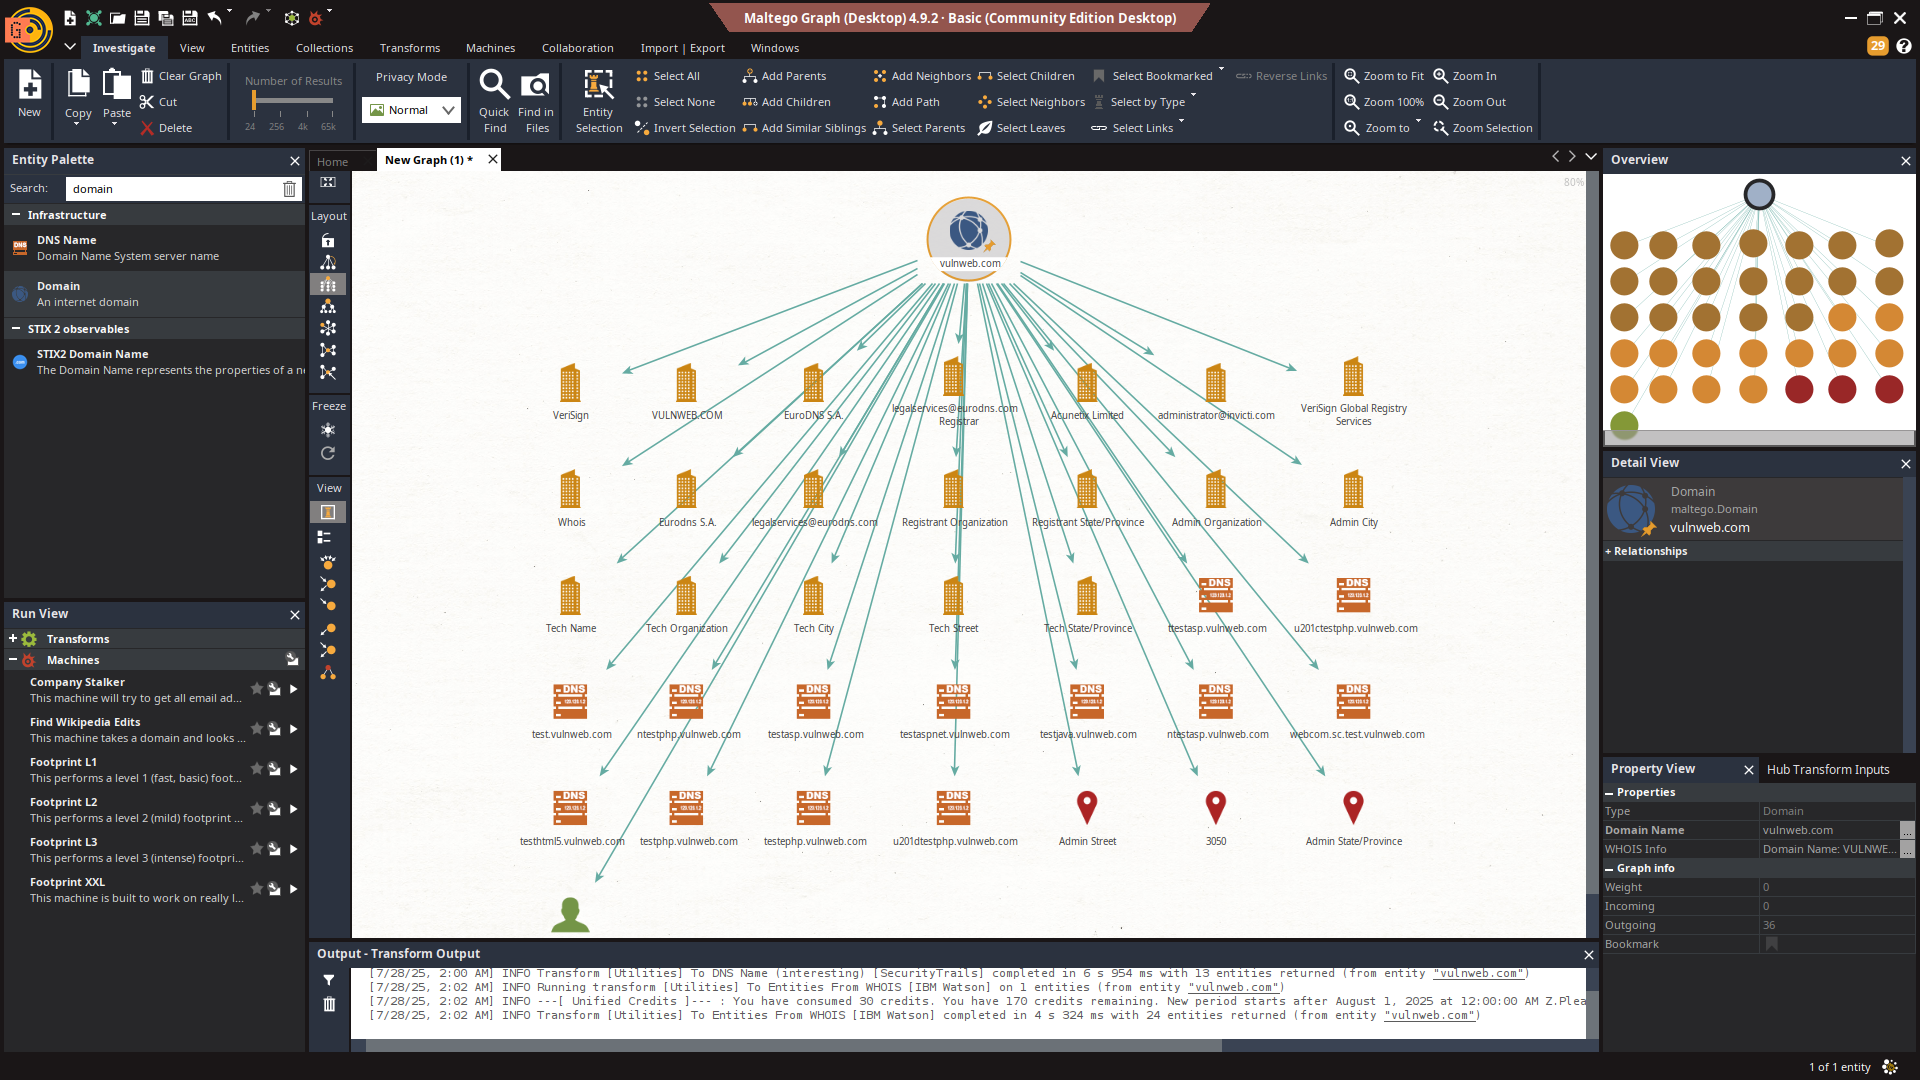 Maltego Graph (Desktop) 4.9.2 · Basic (Community Edition Desktop)
Investigate View Entities Collections Transforms Machines Collaboration Import | Export Windows
29
New
Copy
Paste
Clear Graph
Cut
Delete
Number of Results
24 256 4k 65k
Privacy Mode
Normal
Quick Find
Find in Files
Entity Selection
Select All
Select None
Invert Selection
Add Parents
Add Children
Add Similar Siblings
Add Neighbors
Add Path
Select Parents
Select Children
Select Neighbors
Select Leaves
Select Bookmarked
Select by Type
Select Links
Reverse Links
Zoom to Fit
Zoom 100%
Zoom to
Zoom In
Zoom Out
Zoom Selection
Entity Palette
Search: domain
Infrastructure
DNS Name
Domain Name System server name
Domain
An internet domain
STIX 2 observables
STIX2 Domain Name
The Domain Name represents the properties of a ne
Run View
Transforms
Machines
Company Stalker
This machine will try to get all email ad...
Find Wikipedia Edits
This machine takes a domain and looks ...
Footprint L1
This performs a level 1 (fast, basic) foot...
Footprint L2
This performs a level 2 (mild) footprint ...
Footprint L3
This performs a level 3 (intense) footpri...
Footprint XXL
This machine is built to work on really l...
Home
New Graph (1) *
Layout
Freeze
View
80%
vulnweb.com
VeriSign
VULNWEB.COM
EuroDNS S.A.
legalservices@eurodns.com
Registrar
Acunetix Limited
administrator@invicti.com
VeriSign Global Registry
Services
Whois
Eurodns S.A.
legalservices@eurodns.com
Registrant Organization
Registrant State/Province
Admin Organization
Admin City
Tech Name
Tech Organization
Tech City
Tech Street
Tech State/Province
DNS
ttestasp.vulnweb.com
DNS
u201ctestphp.vulnweb.com
DNS
test.vulnweb.com
DNS
ntestphp.vulnweb.com
DNS
testasp.vulnweb.com
DNS
testaspnet.vulnweb.com
DNS
testjava.vulnweb.com
DNS
ntestasp.vulnweb.com
DNS
webcom.sc.test.vulnweb.com
DNS
testhtml5.vulnweb.com
DNS
testphp.vulnweb.com
DNS
testephp.vulnweb.com
DNS
u201dtestphp.vulnweb.com
Admin Street
3050
Admin State/Province
Output - Transform Output
[7/28/25, 2:00 AM] INFO Transform [Utilities] To DNS Name (interesting) [SecurityTrails] completed in 6 s 954 ms with 13 entities returned (from entity "vulnweb.com")
[7/28/25, 2:02 AM] INFO Running transform [Utilities] To Entities From WHOIS [IBM Watson] on 1 entities (from entity "vulnweb.com")
[7/28/25, 2:02 AM] INFO ---[ Unified Credits ]--- : You have consumed 30 credits. You have 170 credits remaining. New period starts after August 1, 2025 at 12:00:00 AM Z.Plea
[7/28/25, 2:02 AM] INFO Transform [Utilities] To Entities From WHOIS [IBM Watson] completed in 4 s 324 ms with 24 entities returned (from entity "vulnweb.com")
Overview
Detail View
Domain
maltego.Domain
vulnweb.com
+ Relationships
Property View
Hub Transform Inputs
Properties
Type Domain
Domain Name vulnweb.com ...
WHOIS Info Domain Name: VULNWE... ...
Graph info
Weight 0
Incoming 0
Outgoing 36
Bookmark
1 of 1 entity